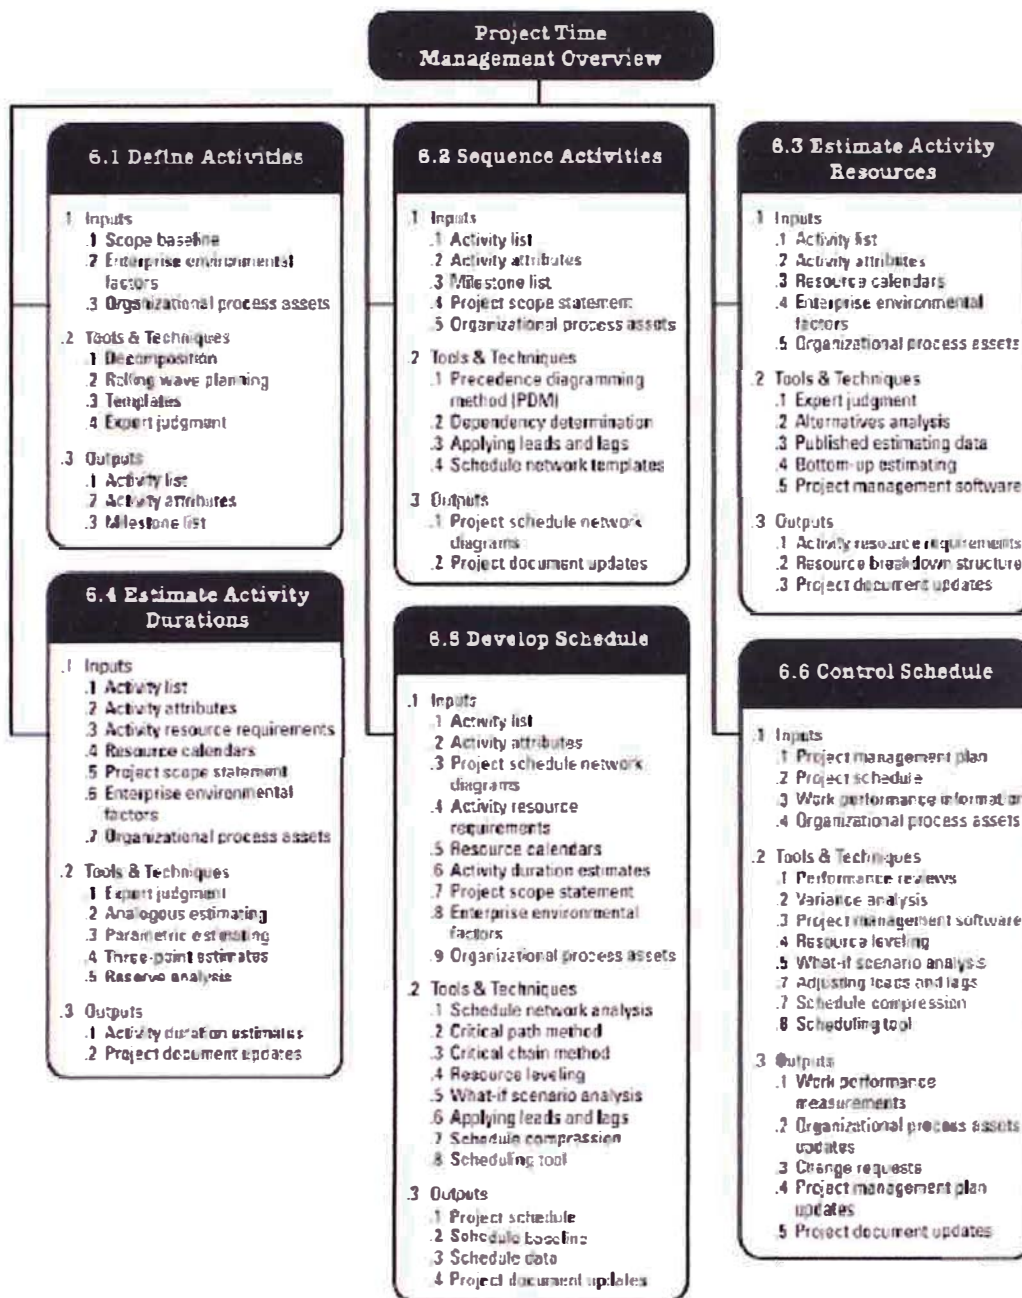 Project Time
Management Overview
6.1 Define Activities
.1 Inputs
.1 Scope baseline
.2 Enterprise environmental
factors
.3 Organizational process assets
.2 Tools & Techniques
.1 Decomposition
.2 Rolling wave planning
.3 Templates
.4 Expert judgment
.3 Outputs
.1 Activity list
.2 Activity attributes
.3 Milestone list
6.2 Sequence Activities
.1 Inputs
.1 Activity list
.2 Activity attributes
.3 Milestone list
.4 Project scope statement
.5 Organizational process assets
.2 Tools & Techniques
.1 Precedence diagramming
method (PDM)
.2 Dependency determination
.3 Applying leads and lags
.4 Schedule network templates
.3 Outputs
.1 Project schedule network
diagrams
.2 Project document updates
6.3 Estimate Activity
Resources
.1 Inputs
.1 Activity list
.2 Activity attributes
.3 Resource calendars
.4 Enterprise environmental
factors
.5 Organizational process assets
.2 Tools & Techniques
.1 Expert judgment
.2 Alternatives analysis
.3 Published estimating data
.4 Bottom-up estimating
.5 Project management software
.3 Outputs
.1 Activity resource requirements
.2 Resource breakdown structure
.3 Project document updates
6.4 Estimate Activity
Durations
.1 Inputs
.1 Activity list
.2 Activity attributes
.3 Activity resource requirements
.4 Resource calendars
.5 Project scope statement
.6 Enterprise environmental
factors
.7 Organizational process assets
.2 Tools & Techniques
.1 Expert judgment
.2 Analogous estimating
.3 Parametric estimating
.4 Three-point estimates
.5 Reserve analysis
.3 Outputs
.1 Activity duration estimates
.2 Project document updates
6.5 Develop Schedule
.1 Inputs
.1 Activity list
.2 Activity attributes
.3 Project schedule network
diagrams
.4 Activity resource
requirements
.5 Resource calendars
.6 Activity duration estimates
.7 Project scope statement
.8 Enterprise environmental
factors
.9 Organizational process assets
.2 Tools & Techniques
.1 Schedule network analysis
.2 Critical path method
.3 Critical chain method
.4 Resource leveling
.5 What-if scenario analysis
.6 Applying leads and lags
.7 Schedule compression
.8 Scheduling tool
.3 Outputs
.1 Project schedule
.2 Schedule baseline
.3 Schedule data
.4 Project document updates
6.6 Control Schedule
.1 Inputs
.1 Project management plan
.2 Project schedule
.3 Work performance information
.4 Organizational process assets
.2 Tools & Techniques
.1 Performance reviews
.2 Variance analysis
.3 Project management software
.4 Resource leveling
.5 What-if scenario analysis
.7 Adjusting leads and lags
.7 Schedule compression
.8 Scheduling tool
.3 Outputs
.1 Work performance
measurements
.2 Organizational process assets
updates
.3 Change requests
.4 Project management plan
updates
.5 Project document updates